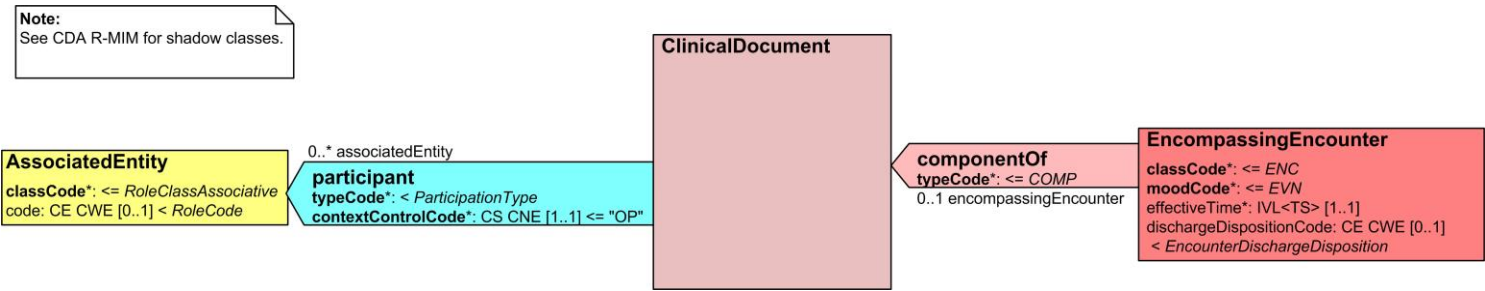 Note:
See CDA R-MIM for shadow classes.
ClinicalDocument
AssociatedEntity
classCode*: <= RoleClassAssociative
code: CE CWE [0..1] < RoleCode
0..* associatedEntity
participant
typeCode*: < ParticipationType
contextControlCode*: CS CNE [1..1] <= "OP"
componentOf
typeCode*: <= COMP
0..1 encompassingEncounter
EncompassingEncounter
classCode*: <= ENC
moodCode*: <= EVN
effectiveTime*: IVL<TS> [1..1]
dischargeDispositionCode: CE CWE [0..1]
< EncounterDischargeDisposition